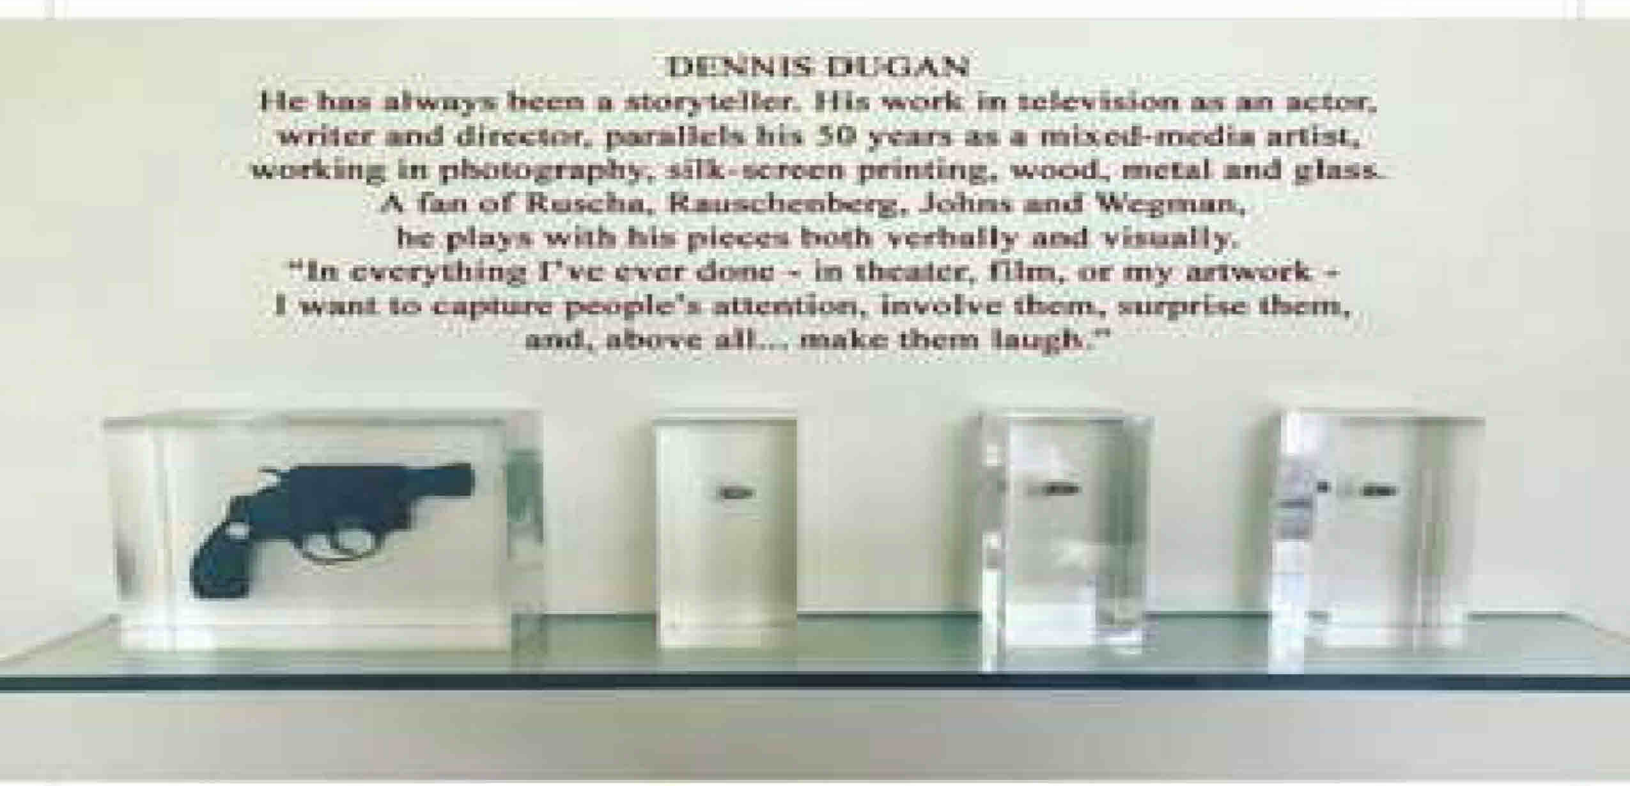 DENNIS DUGAN
He has always been a storyteller. His work in television as an actor,
writer and director, parallels his 50 years as a mixed-media artist,
working in photography, silk-screen printing, wood, metal and glass.
A fan of Ruscha, Rauschenberg, Johns and Wegman,
he plays with his pieces both verbally and visually.
"In everything I've ever done - in theater, film, or my artwork -
I want to capture people's attention, involve them, surprise them,
and, above all... make them laugh."